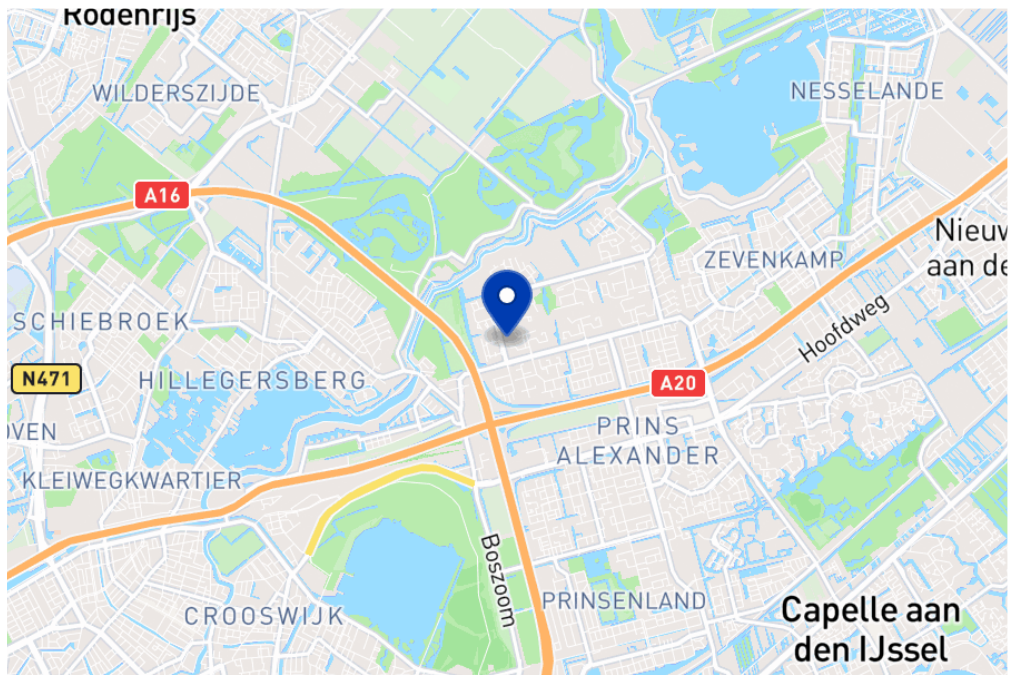 Rodenrijs
WILDERSZIJDE
NESSELANDE
A16
Nieuw
aan de
ZEVENKAMP
SCHIEBROEK
Hoofdweg
N471
HILLEGERSBERG
A20
OVEN
PRINS
ALEXANDER
KLEIWEGKWARTIER
Boszoom
CROOSWIJK
PRINSENLAND
Capelle aan
den IJssel